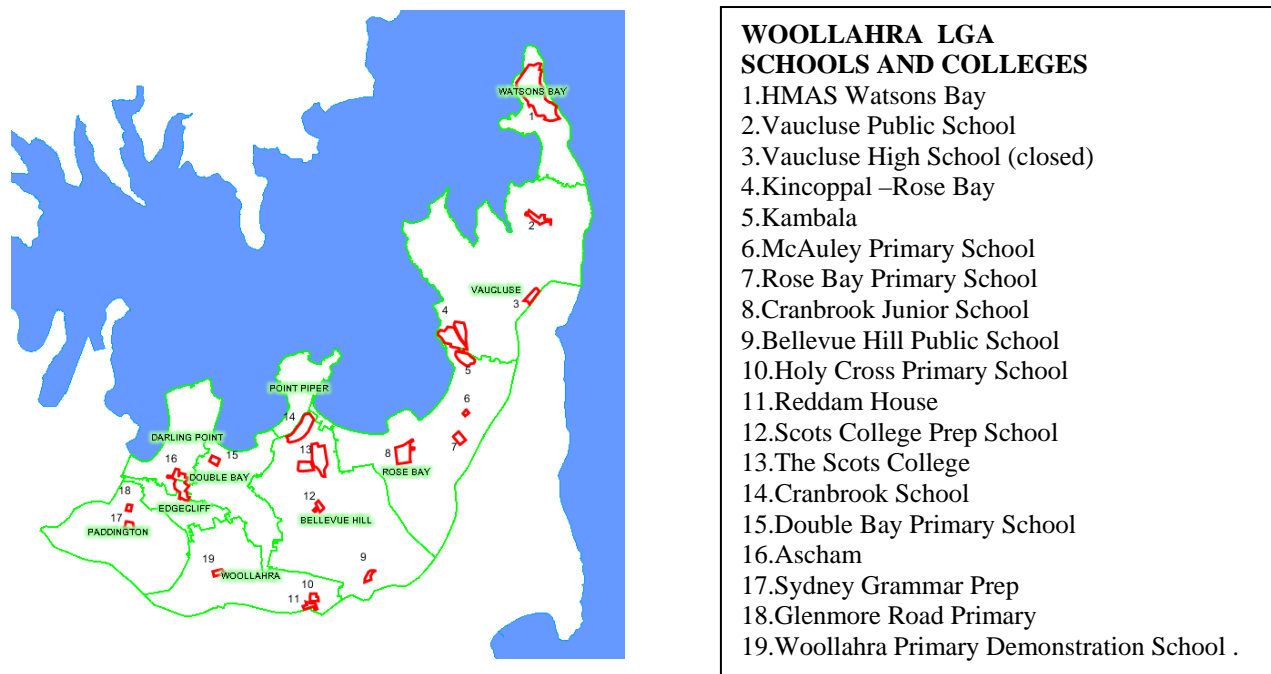 WATSONS BAY
1
2
VAUCLUSE
3
4
5
POINT PIPER
6
14
DARLING POINT
7
15
13
8
16
ROSE BAY
DOUBLE BAY
18
12
EDGECLIFF
17
BELLEVUE HILL
PADDINGTON
19
9
WOOLLAHRA
10
11
WOOLLAHRA LGA
SCHOOLS AND COLLEGES
1.HMAS Watsons Bay
2.Vaucluse Public School
3.Vaucluse High School (closed)
4.Kincoppal –Rose Bay
5.Kambala
6.McAuley Primary School
7.Rose Bay Primary School
8.Cranbrook Junior School
9.Bellevue Hill Public School
10.Holy Cross Primary School
11.Reddam House
12.Scots College Prep School
13.The Scots College
14.Cranbrook School
15.Double Bay Primary School
16.Ascham
17.Sydney Grammar Prep
18.Glenmore Road Primary
19.Woollahra Primary Demonstration School .